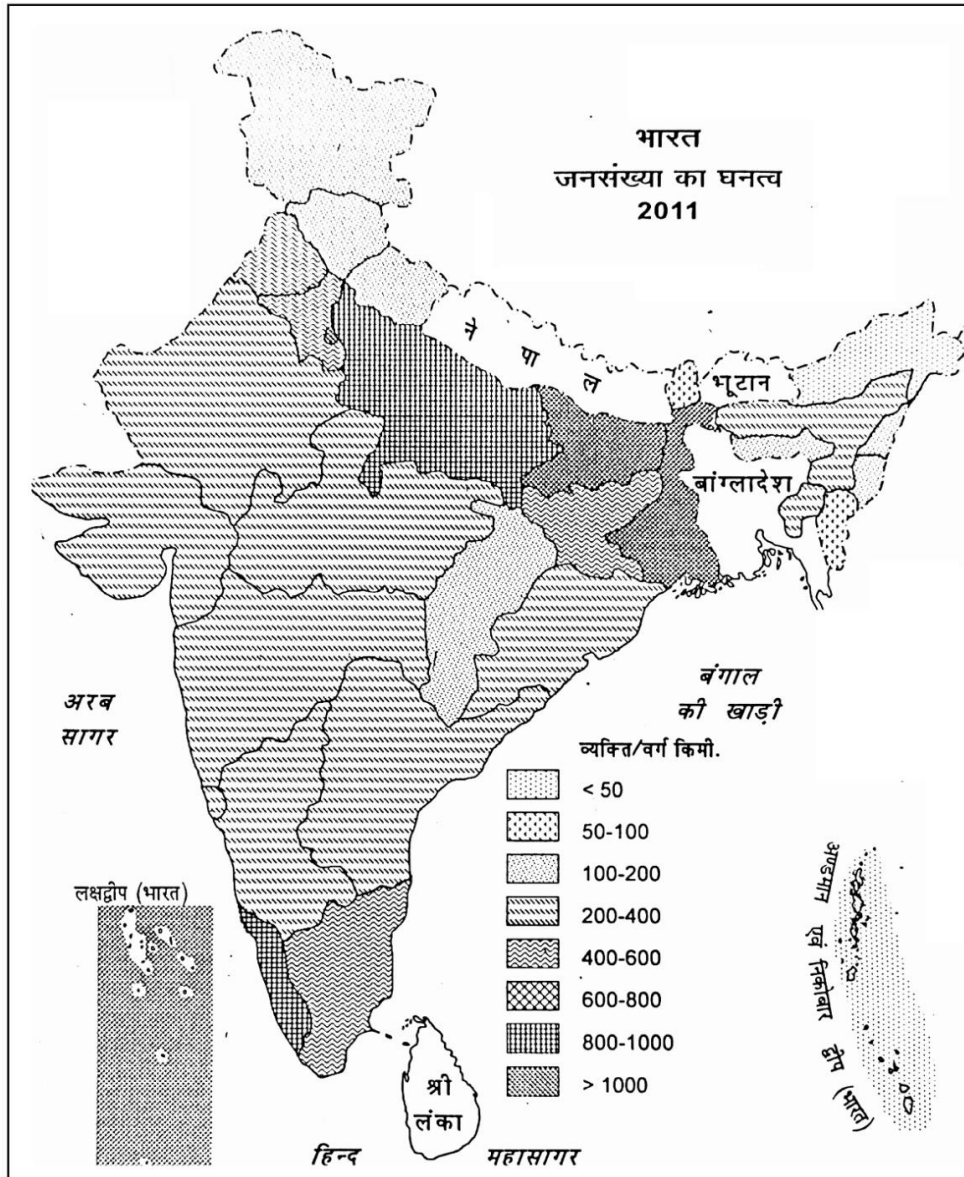 भारत
जनसंख्या का घनत्व
2011
नेपाल
भूटान
बांग्लादेश
अरब
सागर
बंगाल
की खाड़ी
व्यक्ति/वर्ग किमी.
< 50
50-100
100-200
200-400
400-600
600-800
800-1000
> 1000
लक्षद्वीप (भारत)
अण्डमान एवं निकोबार द्वीप (भारत)
श्री
लंका
हिन्द महासागर